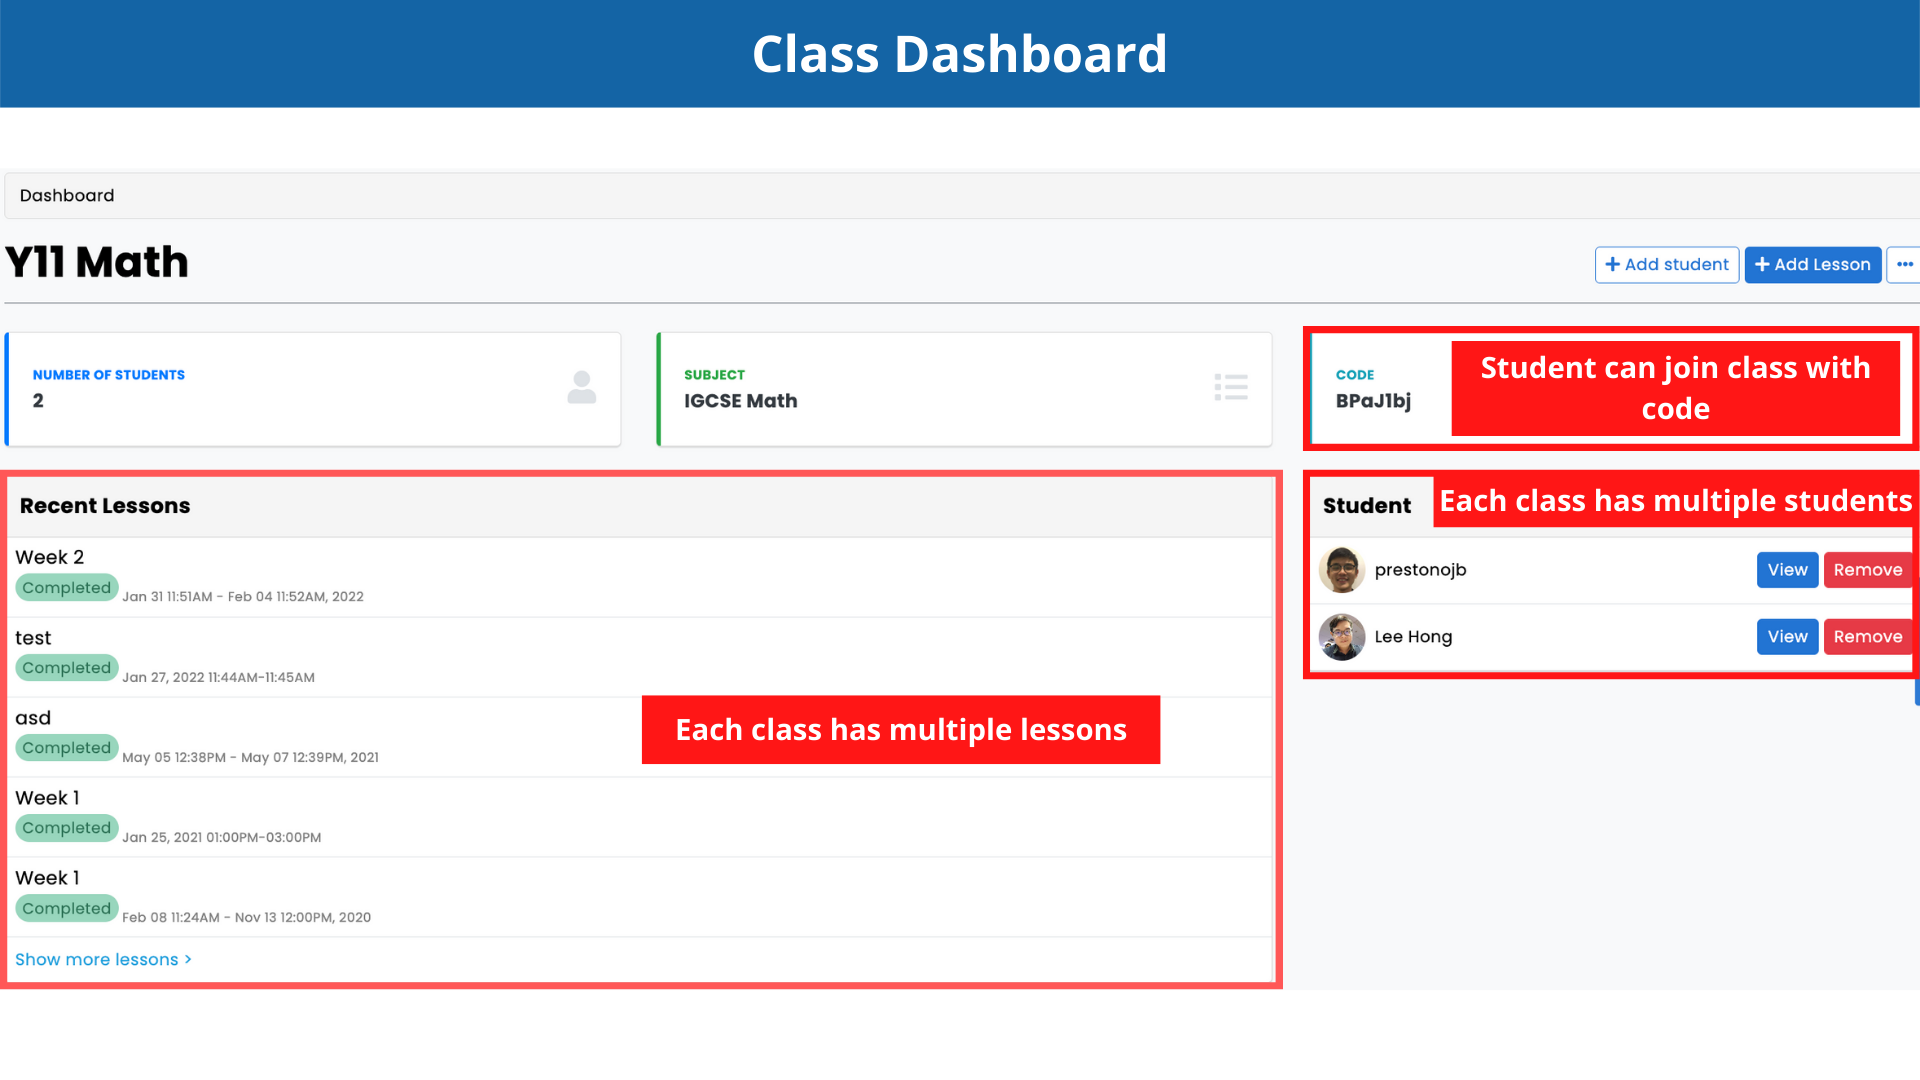 Class Dashboard
Dashboard
Y11 Math
+ Add student
+ Add Lesson
•••
NUMBER OF STUDENTS
2
SUBJECT
IGCSE Math
CODE
BPaJ1bj
Student can join class with
code
Recent Lessons
Week 2
Completed Jan 31 11:51AM - Feb 04 11:52AM, 2022
test
Completed Jan 27, 2022 11:44AM-11:45AM
asd
Completed May 05 12:38PM - May 07 12:39PM, 2021
Week 1
Completed Jan 25, 2021 01:00PM-03:00PM
Week 1
Completed Feb 08 11:24AM - Nov 13 12:00PM, 2020
Show more lessons >
Each class has multiple lessons
Student
Each class has multiple students
prestonojb View Remove
Lee Hong View Remove